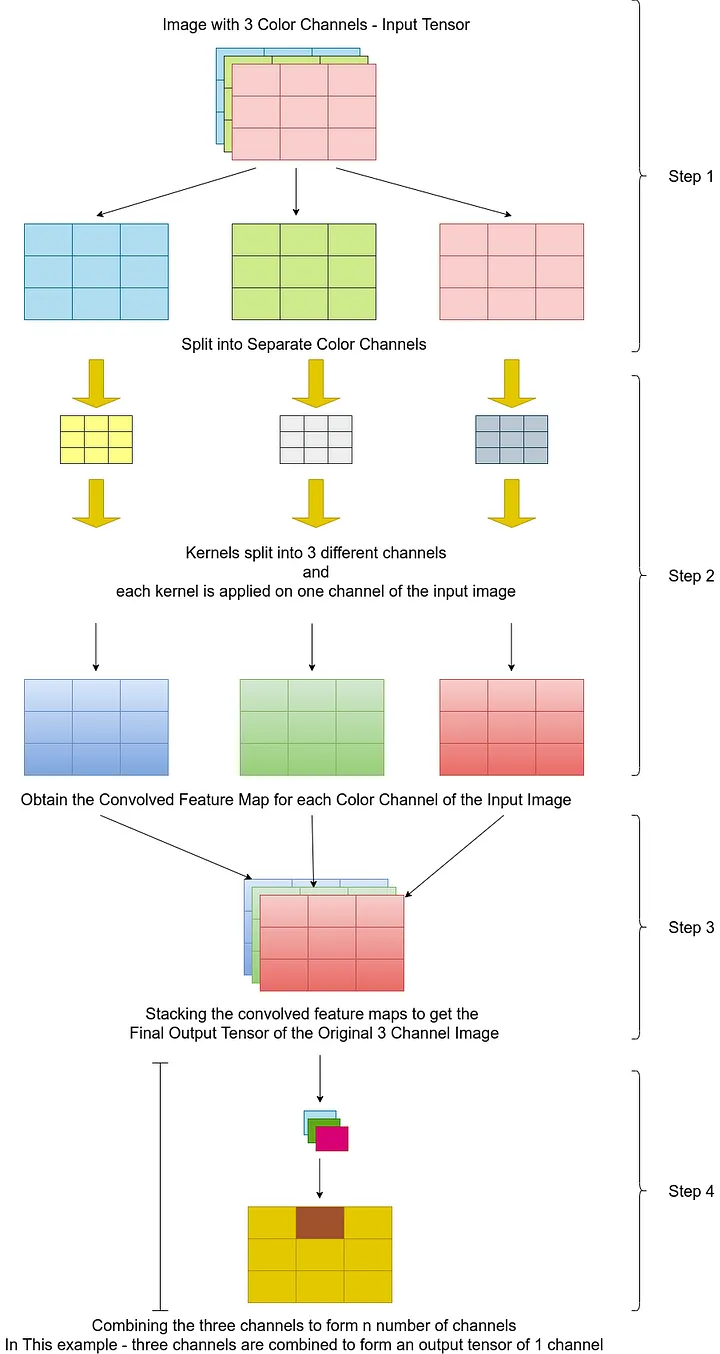 Image with 3 Color Channels - Input Tensor
Step 1
Split into Separate Color Channels
Kernels split into 3 different channels
and
each kernel is applied on one channel of the input image
Step 2
Obtain the Convolved Feature Map for each Color Channel of the Input Image
Step 3
Stacking the convolved feature maps to get the
Final Output Tensor of the Original 3 Channel Image
Step 4
Combining the three channels to form n number of channels
In This example - three channels are combined to form an output tensor of 1 channel